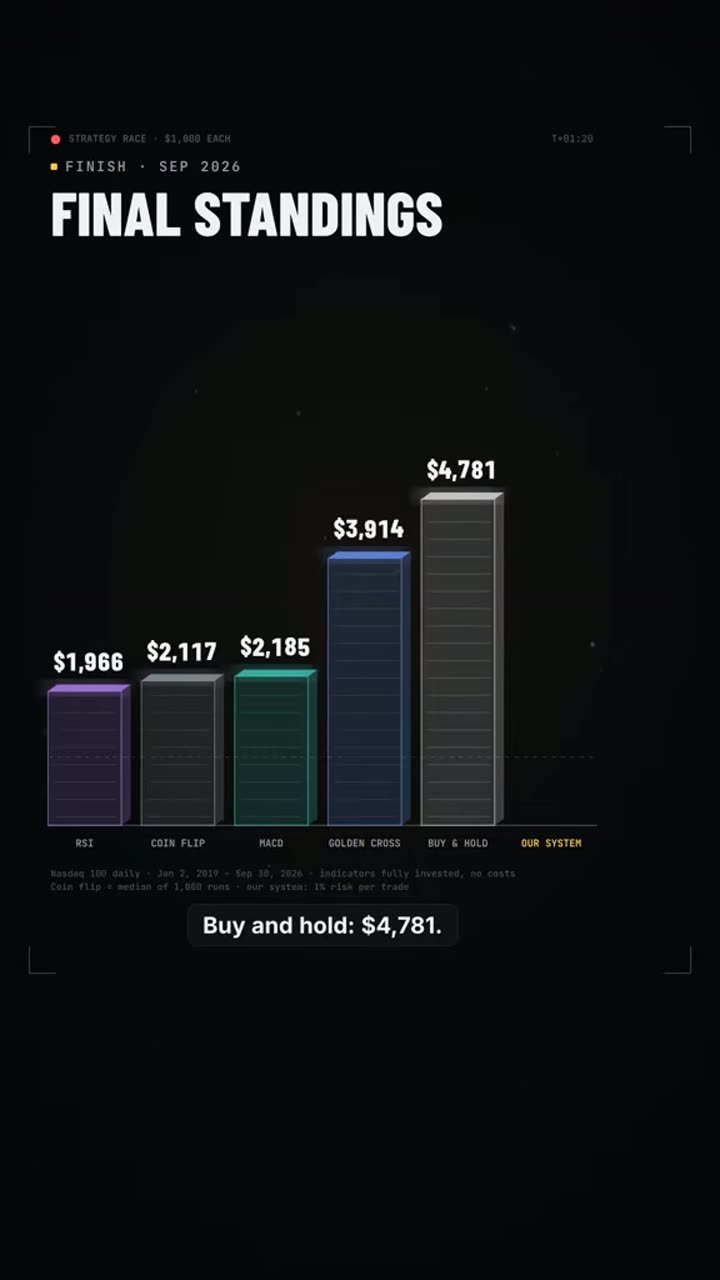 STRATEGY RACE · $1,000 EACH
T+01:20
FINISH · SEP 2026
FINAL STANDINGS
$4,781
$3,914
$1,966
$2,117
$2,185
RSI
COIN FLIP
MACD
GOLDEN CROSS
BUY & HOLD
OUR SYSTEM
Nasdaq 100 daily · Jan 2, 2019 – Sep 30, 2026 · indicators fully invested, no costs
Coin flip = median of 1,000 runs · our system: 1% risk per trade
Buy and hold: $4,781.